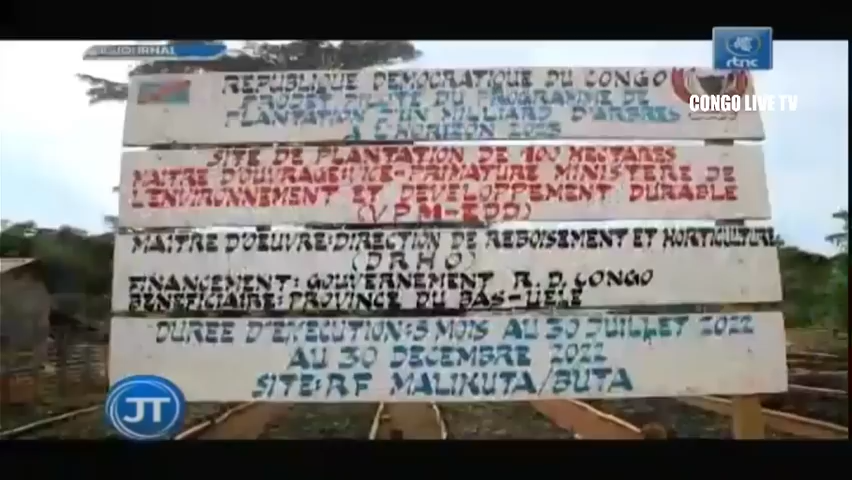 LE JOURNAL
rtnc
CONGO LIVE TV
REPUBLIQUE DEMOCRATIQUE DU CONGO
PROJET PILOTE DU PROGRAMME DE
PLANTATION D'UN MILLIARD D'ARBRES
A L'HORIZON 2023
SITE DE PLANTATION DE 100 HECTARES
MAITRE D'OUVRAGE:VICE-PRIMATURE MINISTERE DE
L'ENVIRONNEMENT ET DEVELOPPEMENT DURABLE
(VPM-EDD)
MAITRE D'OEUVRE:DIRECTION DE REBOISEMENT ET HORTICULTURE
(DRHO)
FINANCEMENT: GOUVERNEMENT R.D.CONGO
BENEFICIAIRE: PROVINCE DU BAS-UELE
DUREE D'EXECUTION:5 MOIS AU 30 JUILLET 2022
AU 30 DECEMBRE 2022
SITE:RF MALIKUTA/BUTA
JT